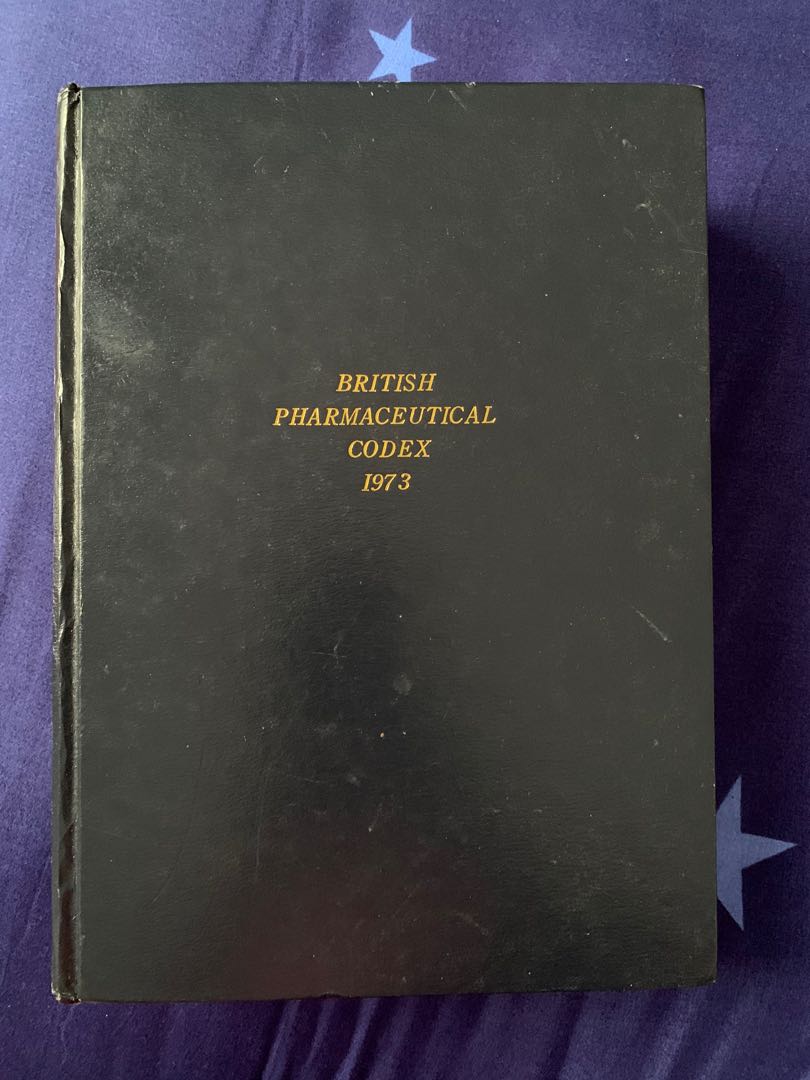 BRITISH
PHARMACEUTICAL
CODEX
1973